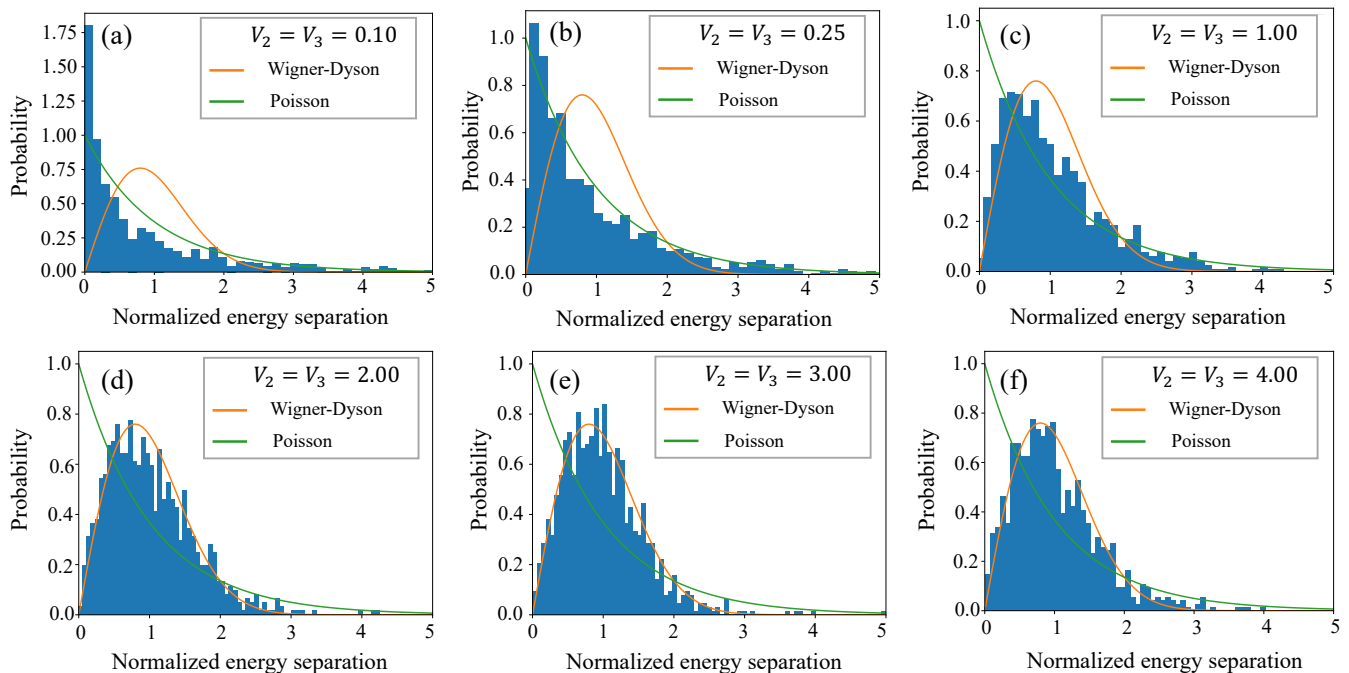 (a)
V₂ = V₃ = 0.10
Wigner-Dyson
Poisson
Probability
1.75
1.50
1.25
1.00
0.75
0.50
0.25
0.00
0 1 2 3 4 5
Normalized energy separation
(b)
V₂ = V₃ = 0.25
Wigner-Dyson
Poisson
Probability
1.0
0.8
0.6
0.4
0.2
0.0
0 1 2 3 4 5
Normalized energy separation
(c)
V₂ = V₃ = 1.00
Wigner-Dyson
Poisson
Probability
1.0
0.8
0.6
0.4
0.2
0.0
0 1 2 3 4 5
Normalized energy separation
(d)
V₂ = V₃ = 2.00
Wigner-Dyson
Poisson
Probability
1.0
0.8
0.6
0.4
0.2
0.0
0 1 2 3 4 5
Normalized energy separation
(e)
V₂ = V₃ = 3.00
Wigner-Dyson
Poisson
Probability
1.0
0.8
0.6
0.4
0.2
0.0
0 1 2 3 4 5
Normalized energy separation
(f)
V₂ = V₃ = 4.00
Wigner-Dyson
Poisson
Probability
1.0
0.8
0.6
0.4
0.2
0.0
0 1 2 3 4 5
Normalized energy separation